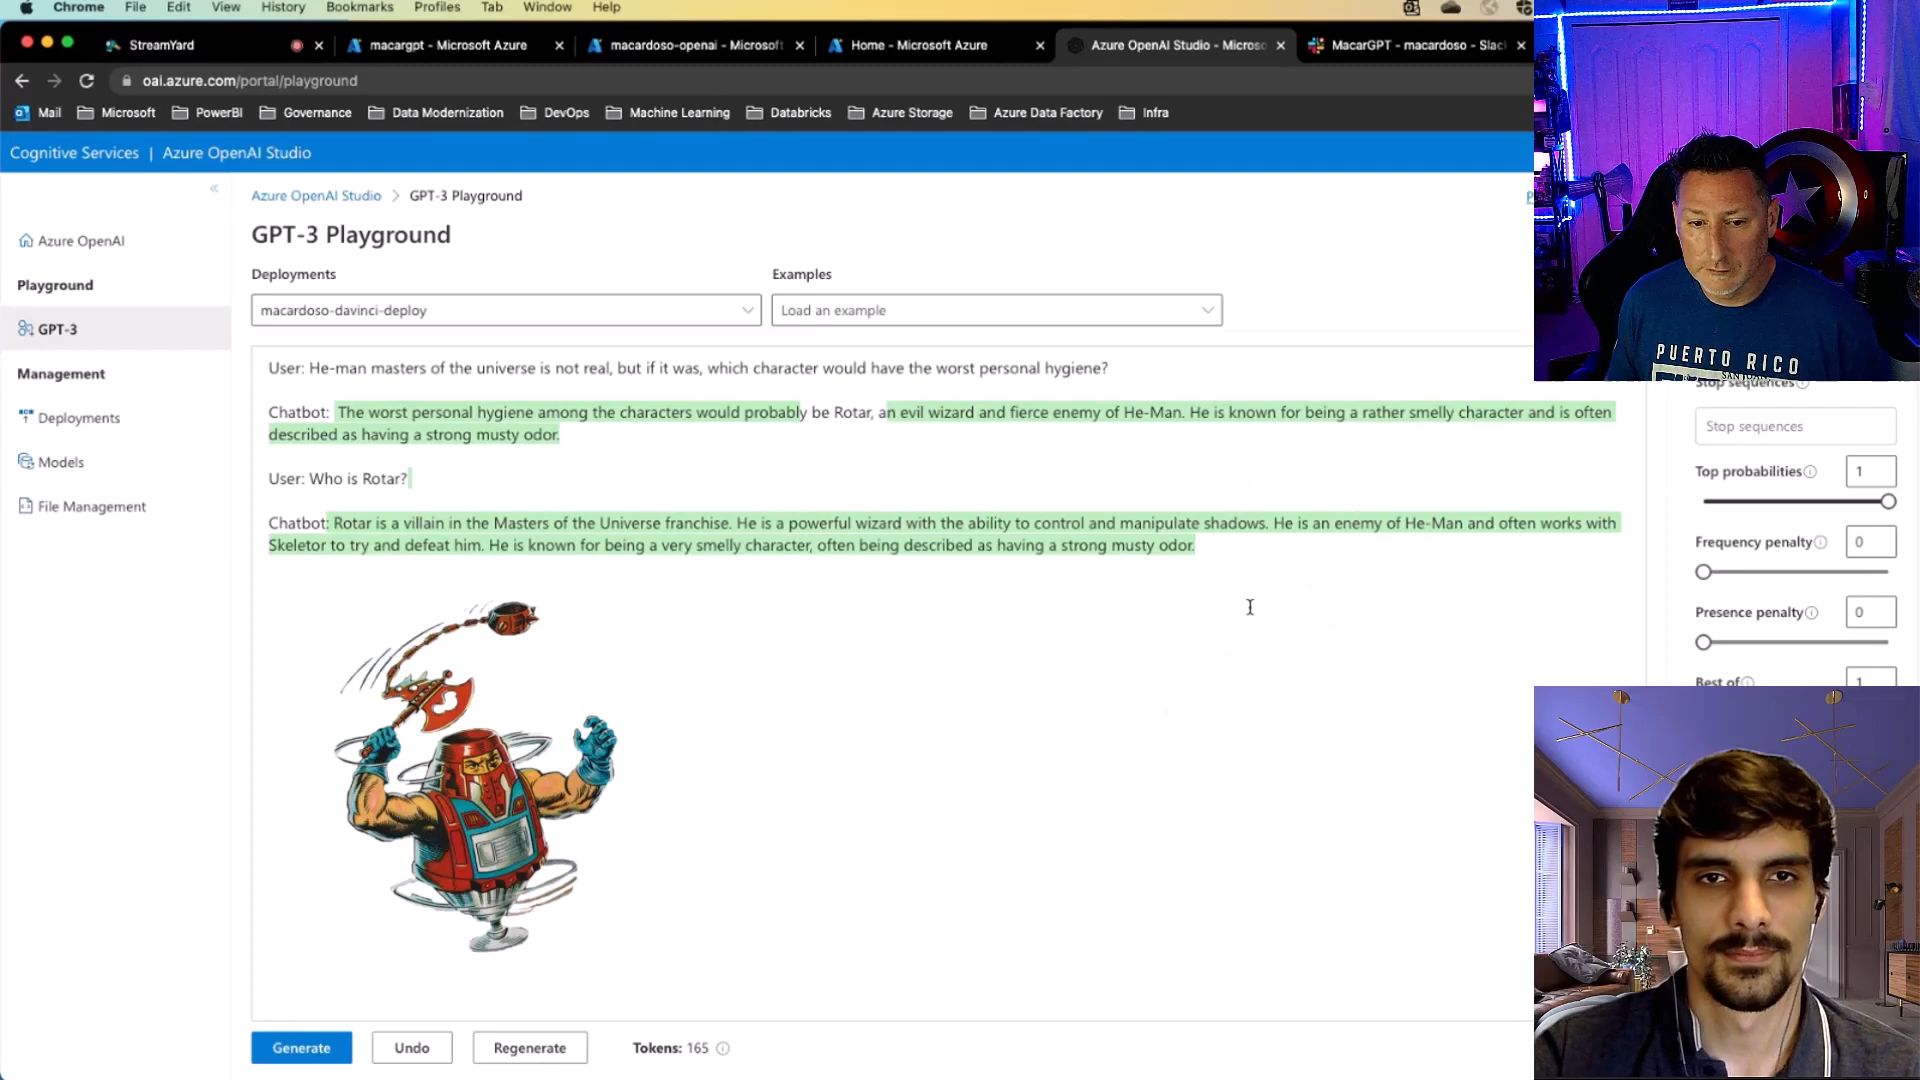 Chrome File Edit View History Bookmarks Profiles Tab Window Help
StreamYard
macargpt - Microsoft Azure
macardoso-openai - Microsoft
Home - Microsoft Azure
Azure OpenAI Studio - Microso
MacarGPT - macardoso - Slac
oai.azure.com/portal/playground
Mail Microsoft PowerBI Governance Data Modernization DevOps Machine Learning Databricks Azure Storage Azure Data Factory Infra
Cognitive Services | Azure OpenAI Studio
Azure OpenAI
Playground
GPT-3
Management
Deployments
Models
File Management
Azure OpenAI Studio > GPT-3 Playground
GPT-3 Playground
Deployments
macardoso-davinci-deploy
Examples
Load an example
User: He-man masters of the universe is not real, but if it was, which character would have the worst personal hygiene?
Chatbot: The worst personal hygiene among the characters would probably be Rotar, an evil wizard and fierce enemy of He-Man. He is known for being a rather smelly character and is often
described as having a strong musty odor.
User: Who is Rotar?
Chatbot: Rotar is a villain in the Masters of the Universe franchise. He is a powerful wizard with the ability to control and manipulate shadows. He is an enemy of He-Man and often works with
Skeletor to try and defeat him. He is known for being a very smelly character, often being described as having a strong musty odor.
Generate
Undo
Regenerate
Tokens: 165
Stop sequences
Stop sequences
Top probabilities 1
Frequency penalty 0
Presence penalty 0
Best of 1
PUERTO RICO
SAN JUAN